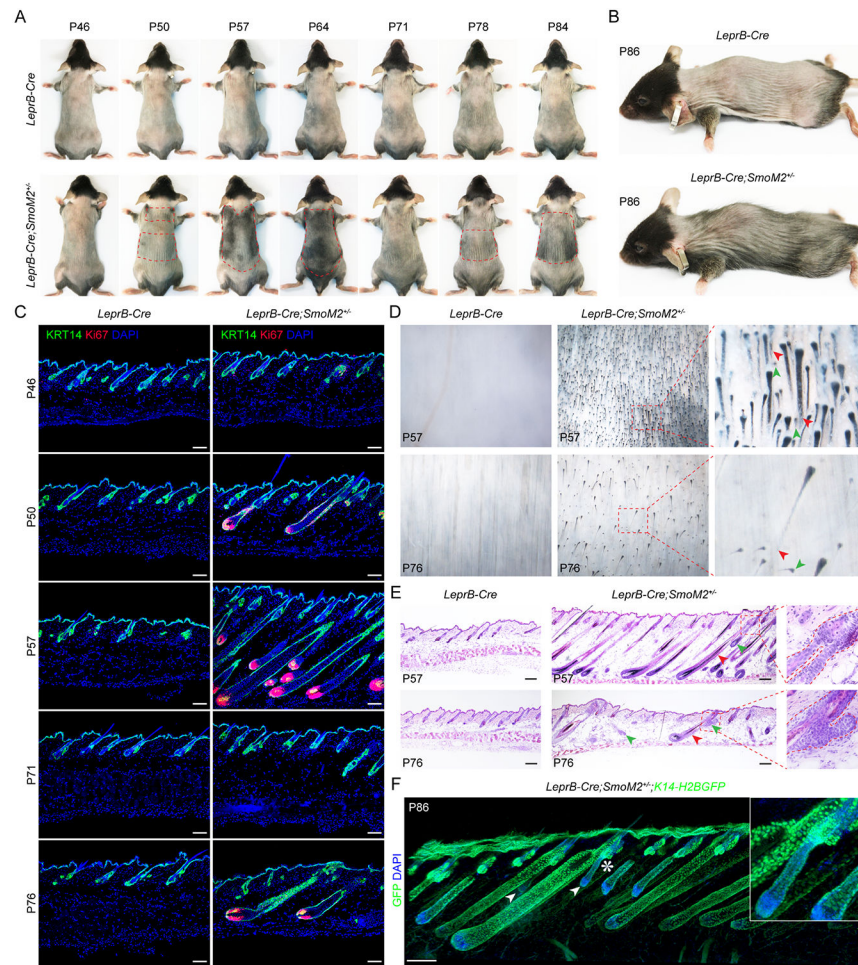 A
P46 P50 P57 P64 P71 P78 P84
LeprB-Cre
LeprB-Cre;SmoM2+/-
B
LeprB-Cre
P86
LeprB-Cre;SmoM2+/-
P86
C
LeprB-Cre LeprB-Cre;SmoM2+/-
KRT14 Ki67 DAPI KRT14 Ki67 DAPI
P46
P50
P57
P71
P76
D
LeprB-Cre LeprB-Cre;SmoM2+/-
P57 P57
P76 P76
E
LeprB-Cre LeprB-Cre;SmoM2+/-
P57 P57
P76 P76
F
LeprB-Cre;SmoM2+/-;K14-H2BGFP
P86
GFP DAPI
*